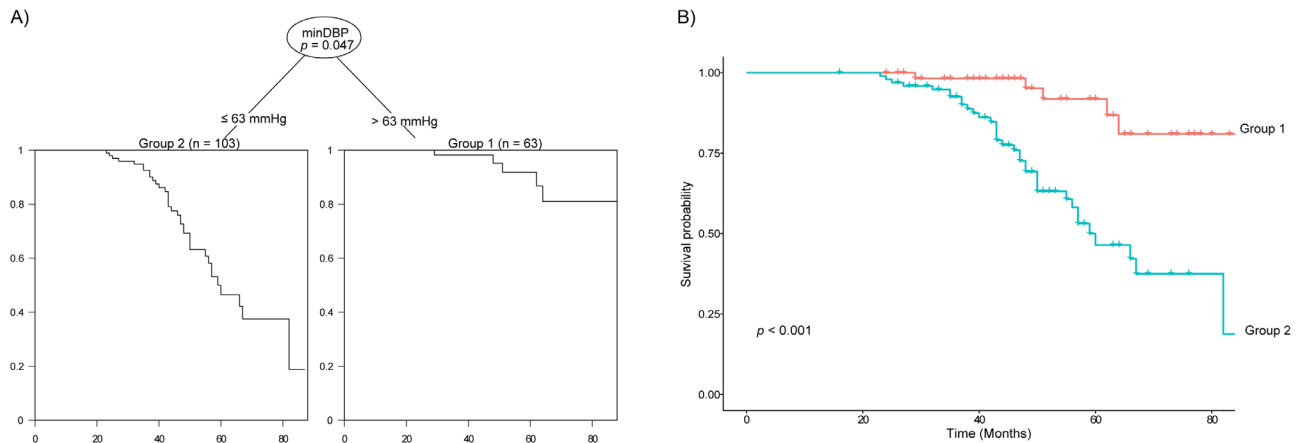 A)
minDBP
p = 0.047
≤ 63 mmHg
> 63 mmHg
Group 2 (n = 103)
Group 1 (n = 63)
1
0.8
0.6
0.4
0.2
0
0
20
40
60
80
1
0.8
0.6
0.4
0.2
0
0
20
40
60
80
B)
Survival probability
1.00
0.75
0.50
0.25
0.00
Group 1
Group 2
p < 0.001
0
20
40
60
80
Time (Months)